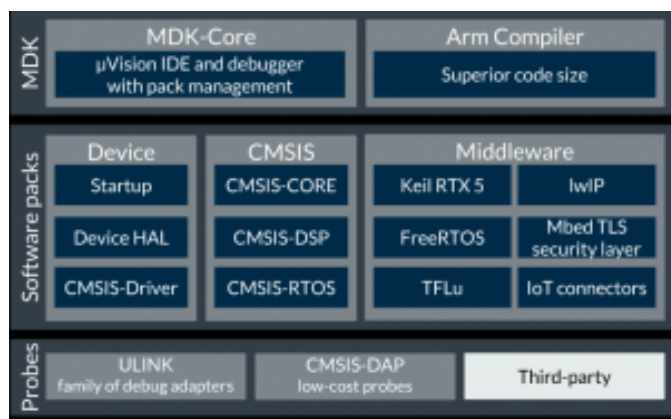 MDK
MDK-Core
µVision IDE and debugger
with pack management
Arm Compiler
Superior code size
Software packs
Device
Startup
Device HAL
CMSIS-Driver
CMSIS
CMSIS-CORE
CMSIS-DSP
CMSIS-RTOS
Middleware
Keil RTX 5
lwIP
FreeRTOS
Mbed TLS
security layer
TFLu
IoT connectors
Probes
ULINK
family of debug adapters
CMSIS-DAP
low-cost probes
Third-party